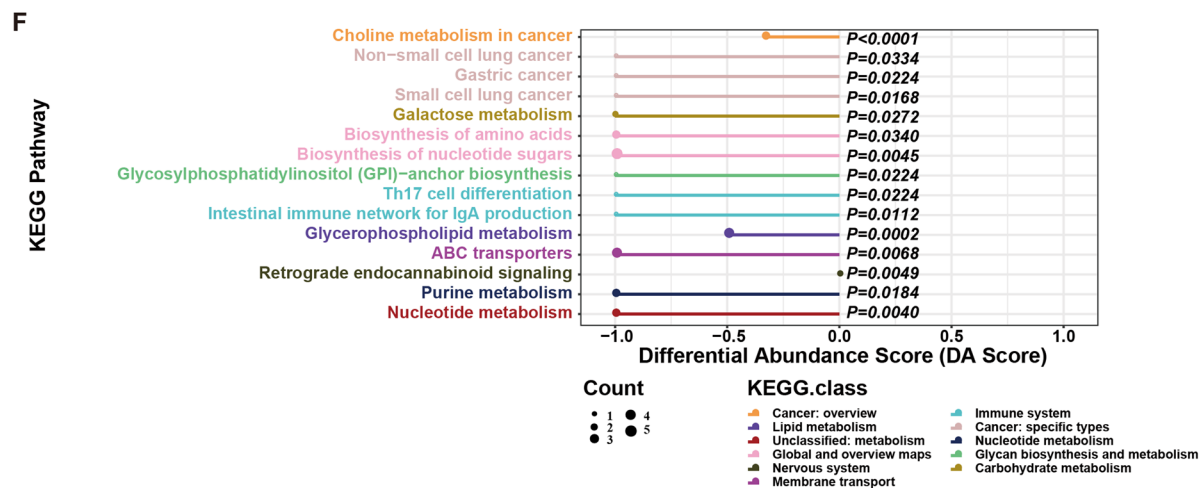 F
KEGG Pathway
Choline metabolism in cancer P<0.0001
Non−small cell lung cancer P=0.0334
Gastric cancer P=0.0224
Small cell lung cancer P=0.0168
Galactose metabolism P=0.0272
Biosynthesis of amino acids P=0.0340
Biosynthesis of nucleotide sugars P=0.0045
Glycosylphosphatidylinositol (GPI)−anchor biosynthesis P=0.0224
Th17 cell differentiation P=0.0224
Intestinal immune network for IgA production P=0.0112
Glycerophospholipid metabolism P=0.0002
ABC transporters P=0.0068
Retrograde endocannabinoid signaling P=0.0049
Purine metabolism P=0.0184
Nucleotide metabolism P=0.0040
−1.0 −0.5 0.0 0.5 1.0
Differential Abundance Score (DA Score)
Count
1 4
2 5
3
KEGG.class
Cancer: overview Immune system
Lipid metabolism Cancer: specific types
Unclassified: metabolism Nucleotide metabolism
Global and overview maps Glycan biosynthesis and metabolism
Nervous system Carbohydrate metabolism
Membrane transport